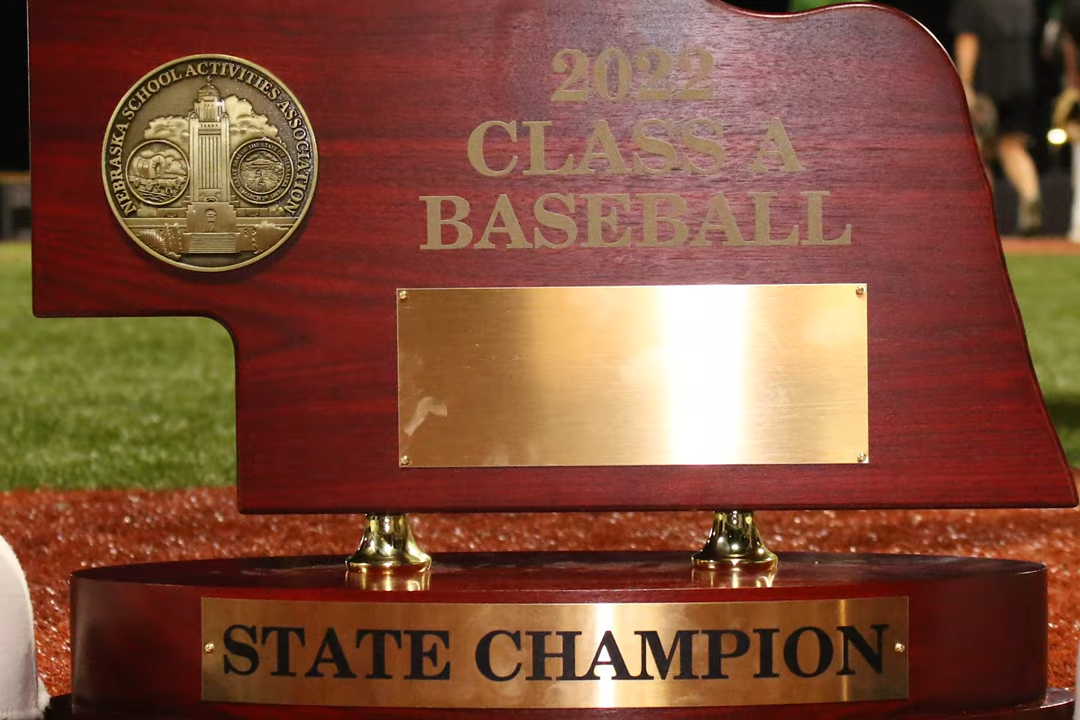 NEBRASKA SCHOOL ACTIVITIES ASSOCIATION
2022
CLASS A
BASEBALL
STATE CHAMPION